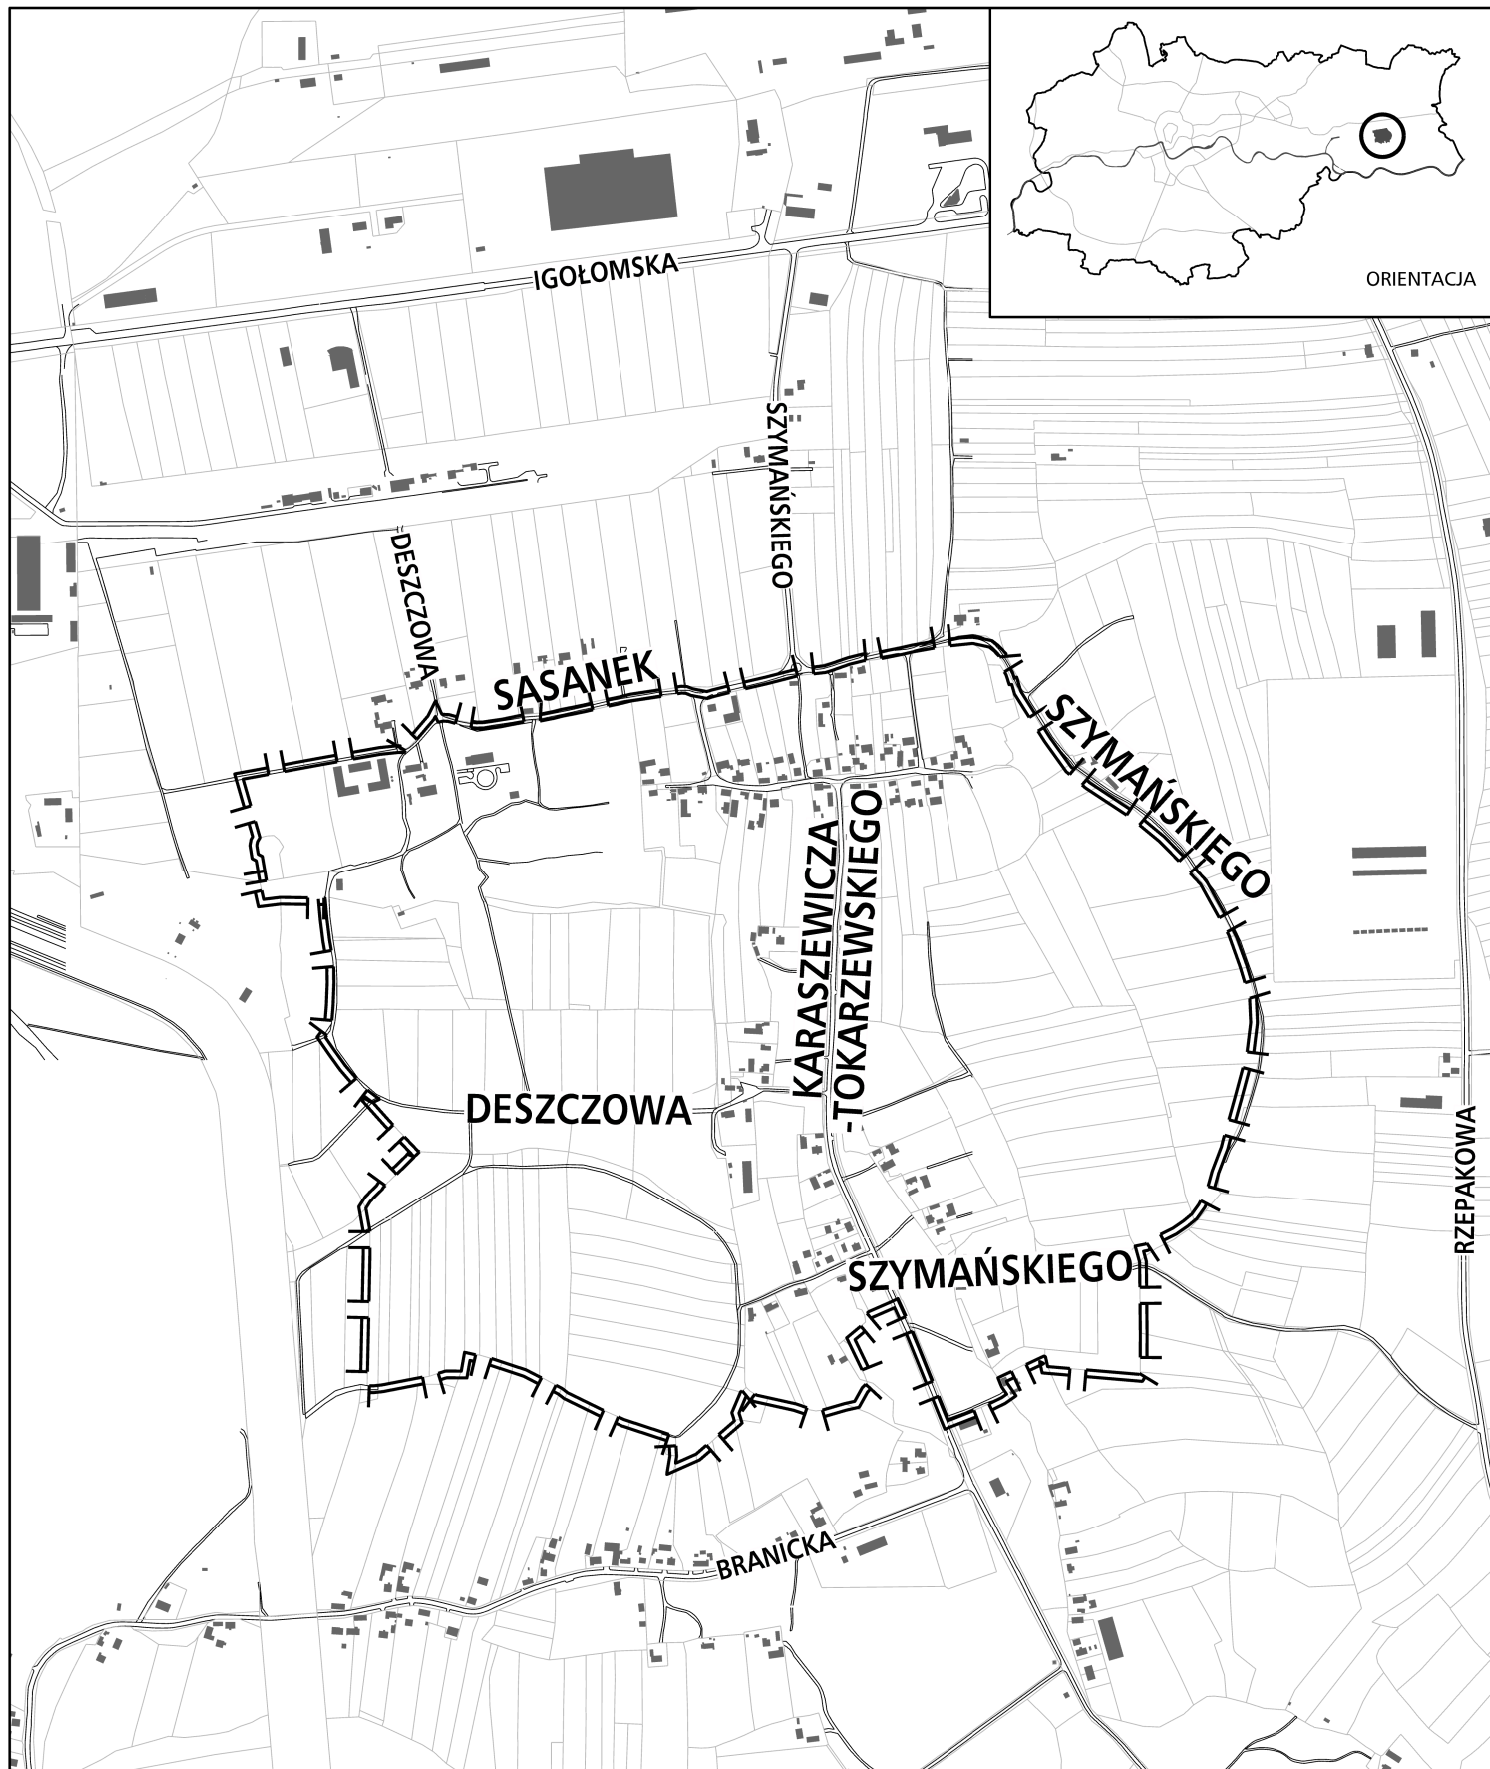 ORIENTACJA
IGOŁOMSKA
SZYMAŃSKIEGO
DESZCZOWA
SASANEK
SZYMAŃSKIEGO
KARASZEWICZA
-TOKARZEWSKIEGO
DESZCZOWA
RZEPAKOWA
SZYMAŃSKIEGO
BRANICKA